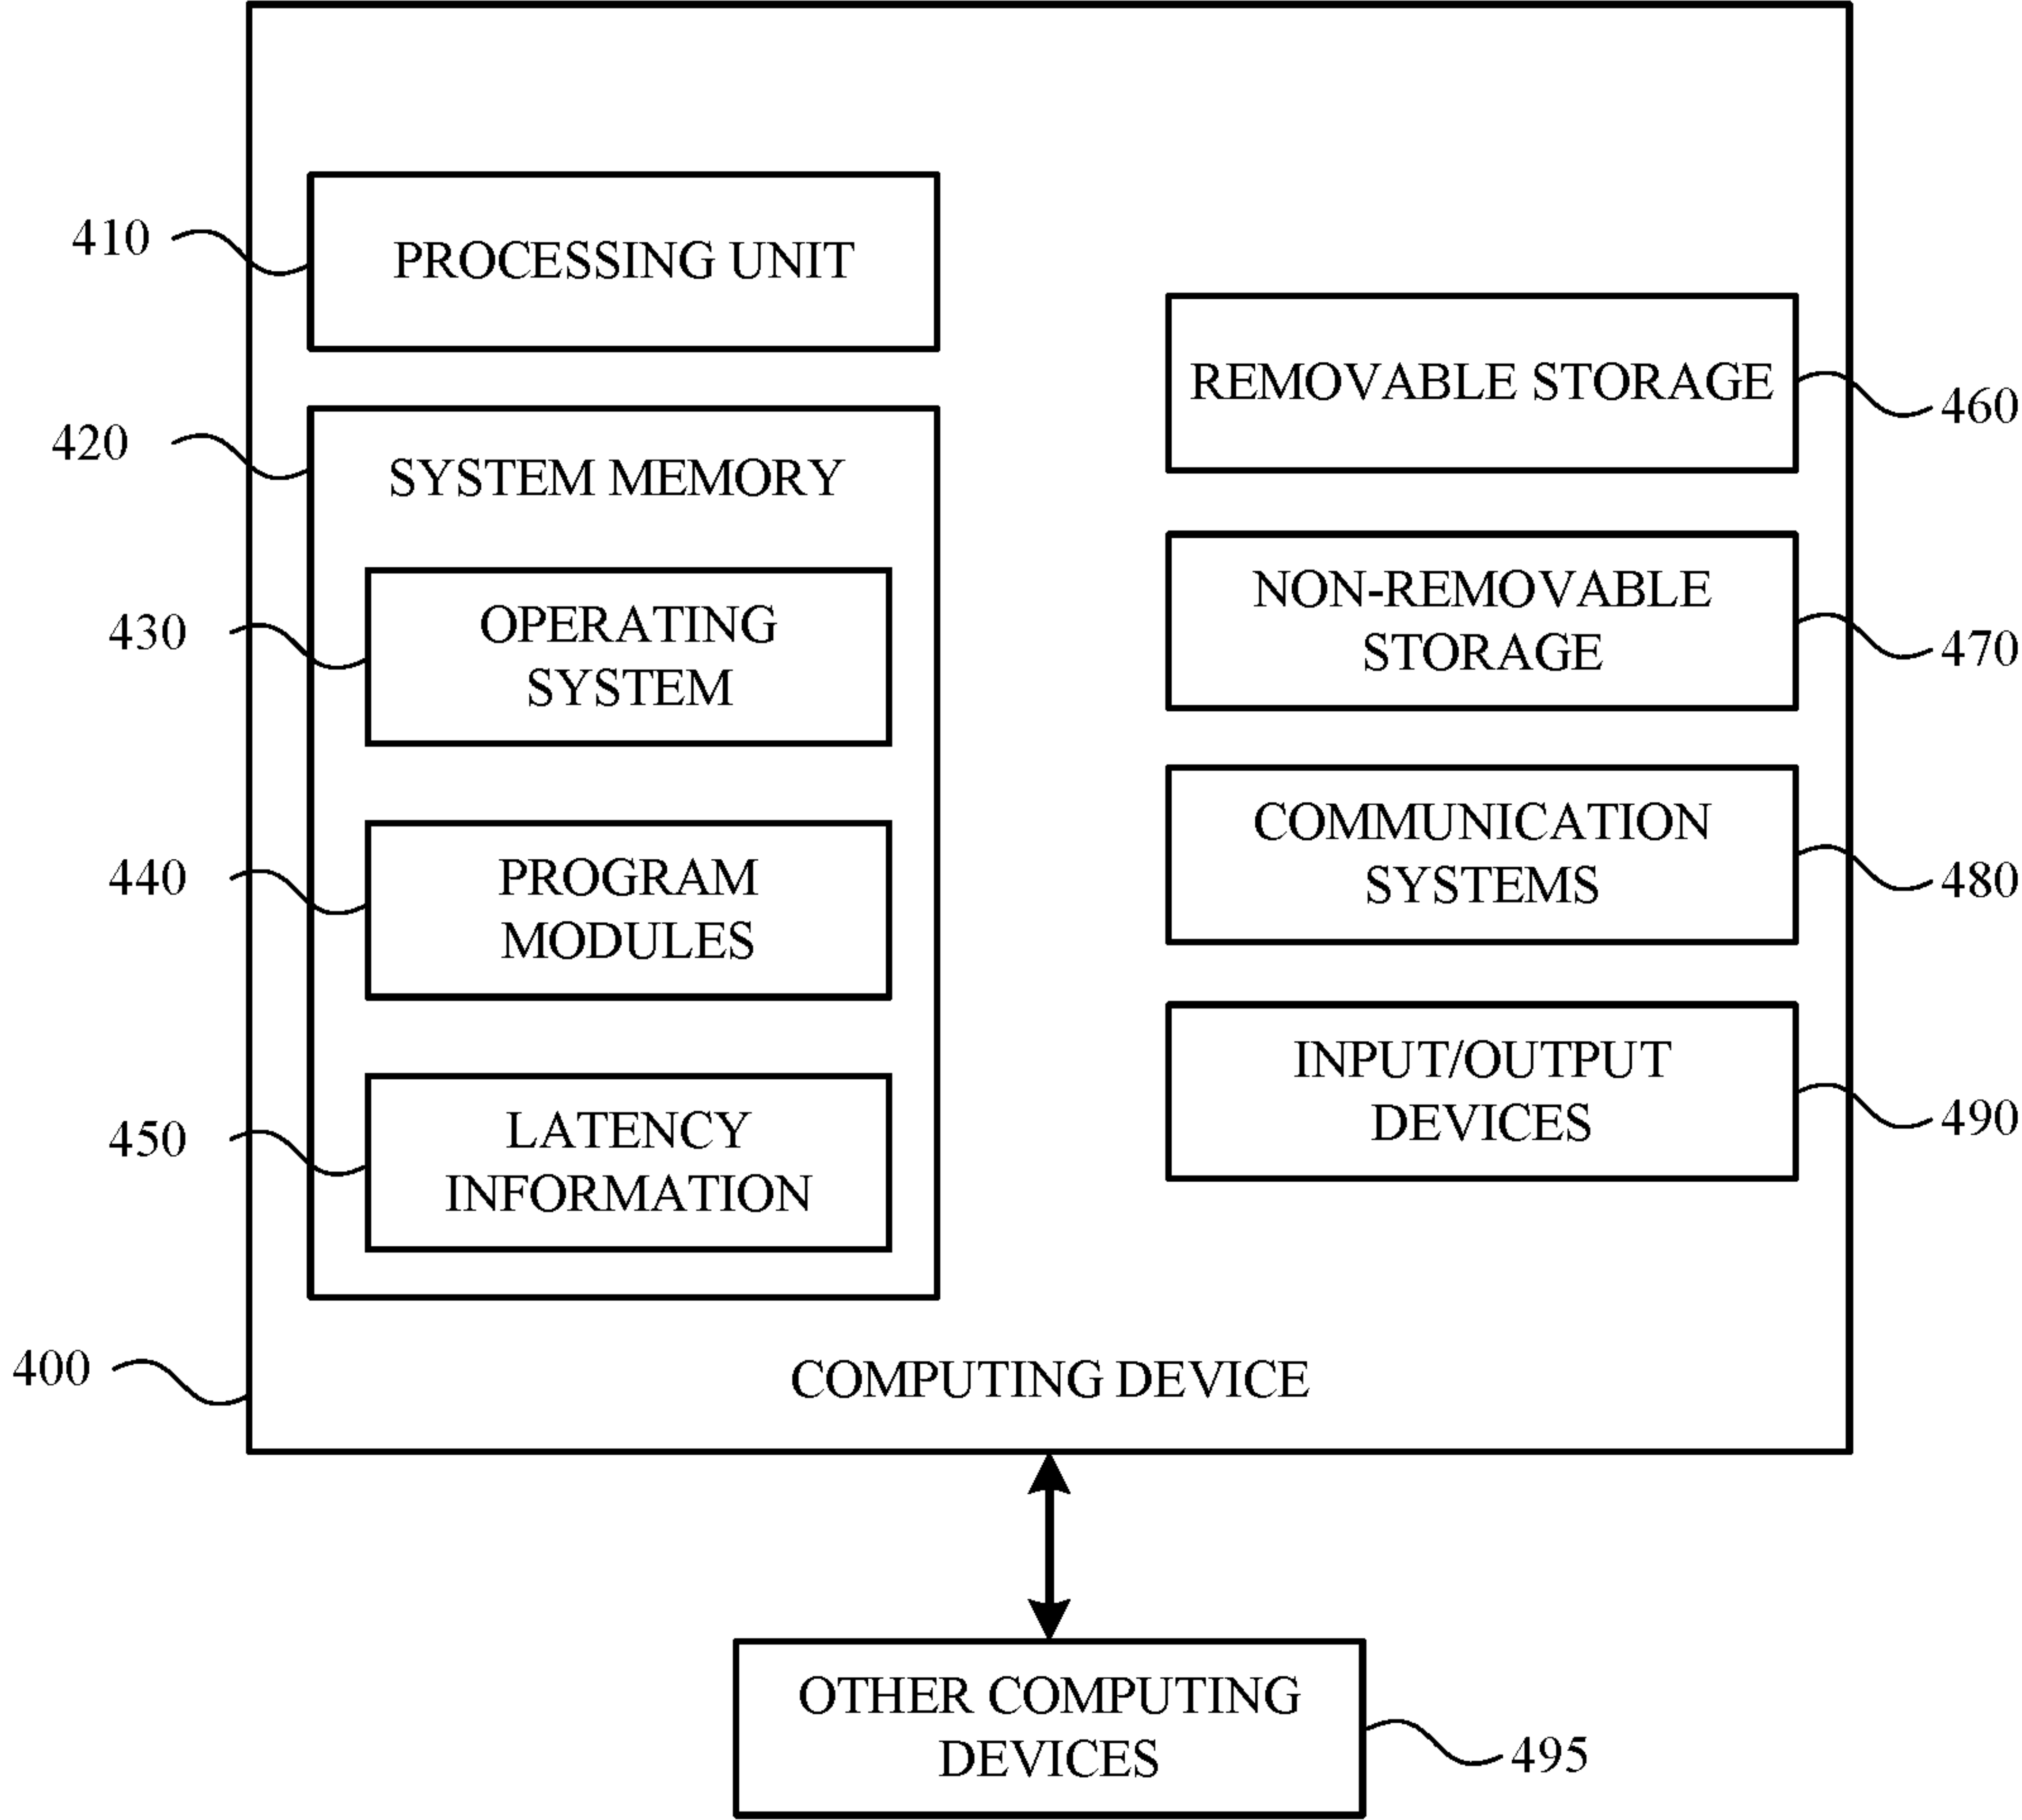 410
PROCESSING UNIT
420
SYSTEM MEMORY
430
OPERATING
SYSTEM
440
PROGRAM
MODULES
450
LATENCY
INFORMATION
REMOVABLE STORAGE
460
NON-REMOVABLE
STORAGE
470
COMMUNICATION
SYSTEMS
480
INPUT/OUTPUT
DEVICES
490
400
COMPUTING DEVICE
OTHER COMPUTING
DEVICES
495